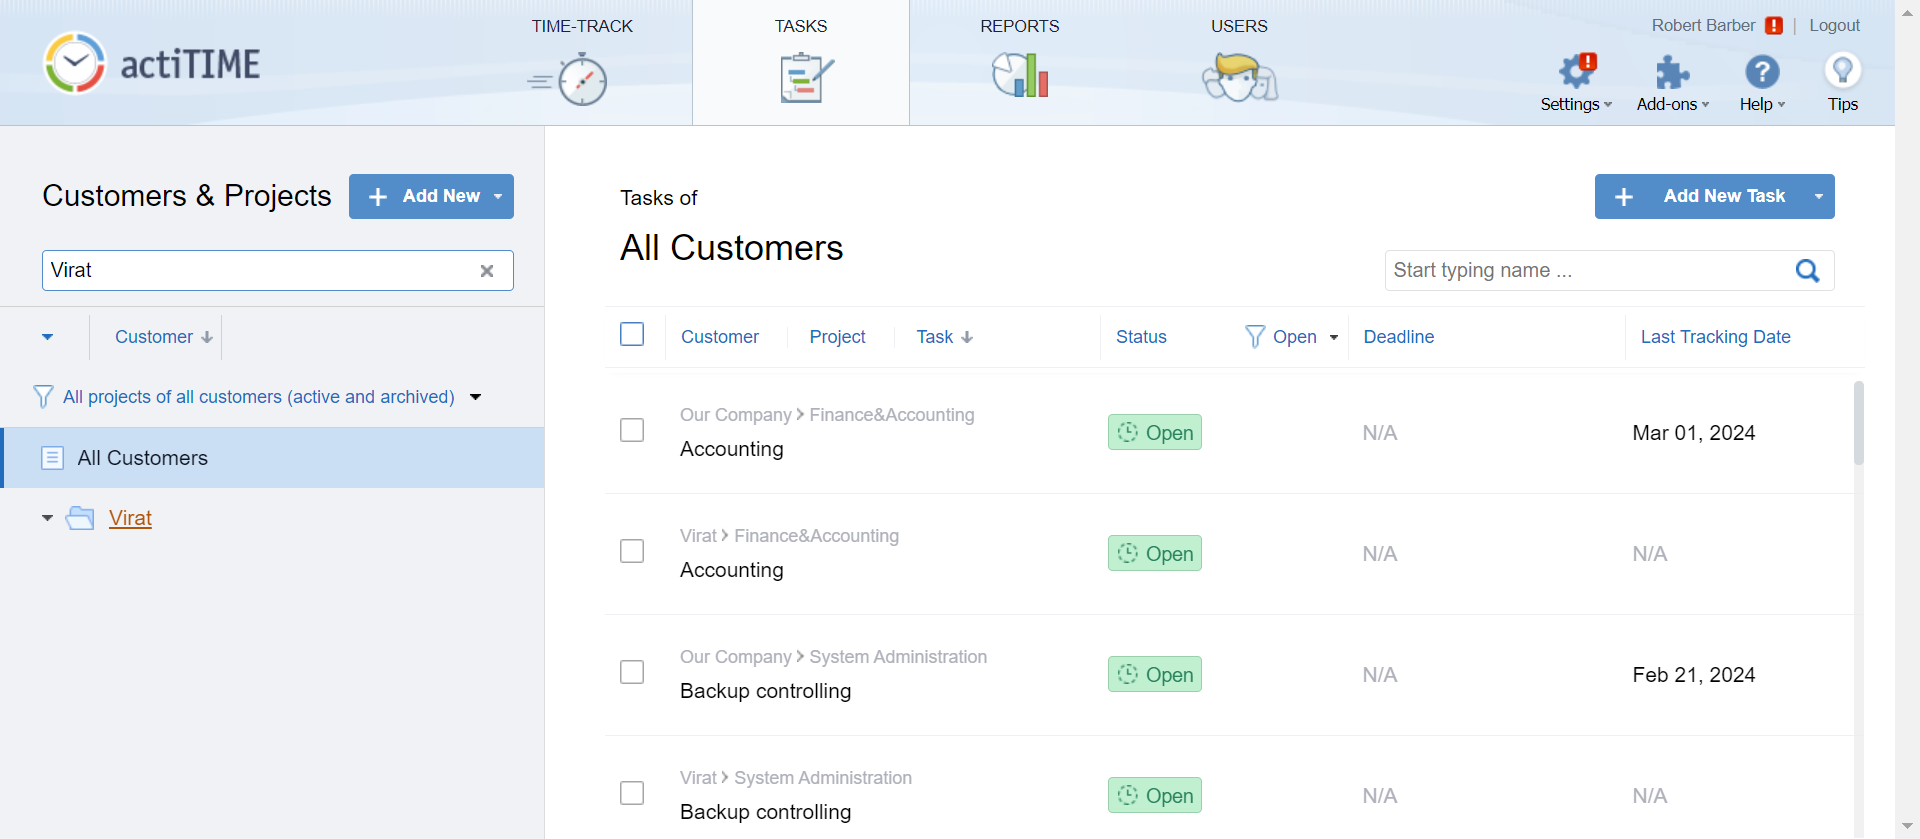 actiTIME
TIME-TRACK
TASKS
REPORTS
USERS
Robert Barber ! | Logout
Settings
Add-ons
Help
Tips
Customers & Projects
+ Add New
Virat
Customer
All projects of all customers (active and archived)
All Customers
Virat
Tasks of
All Customers
+ Add New Task
Start typing name ...
Customer Project Task Status Open Deadline Last Tracking Date
Our Company > Finance&Accounting
Accounting
Open N/A Mar 01, 2024
Virat > Finance&Accounting
Accounting
Open N/A N/A
Our Company > System Administration
Backup controlling
Open N/A Feb 21, 2024
Virat > System Administration
Backup controlling
Open N/A N/A